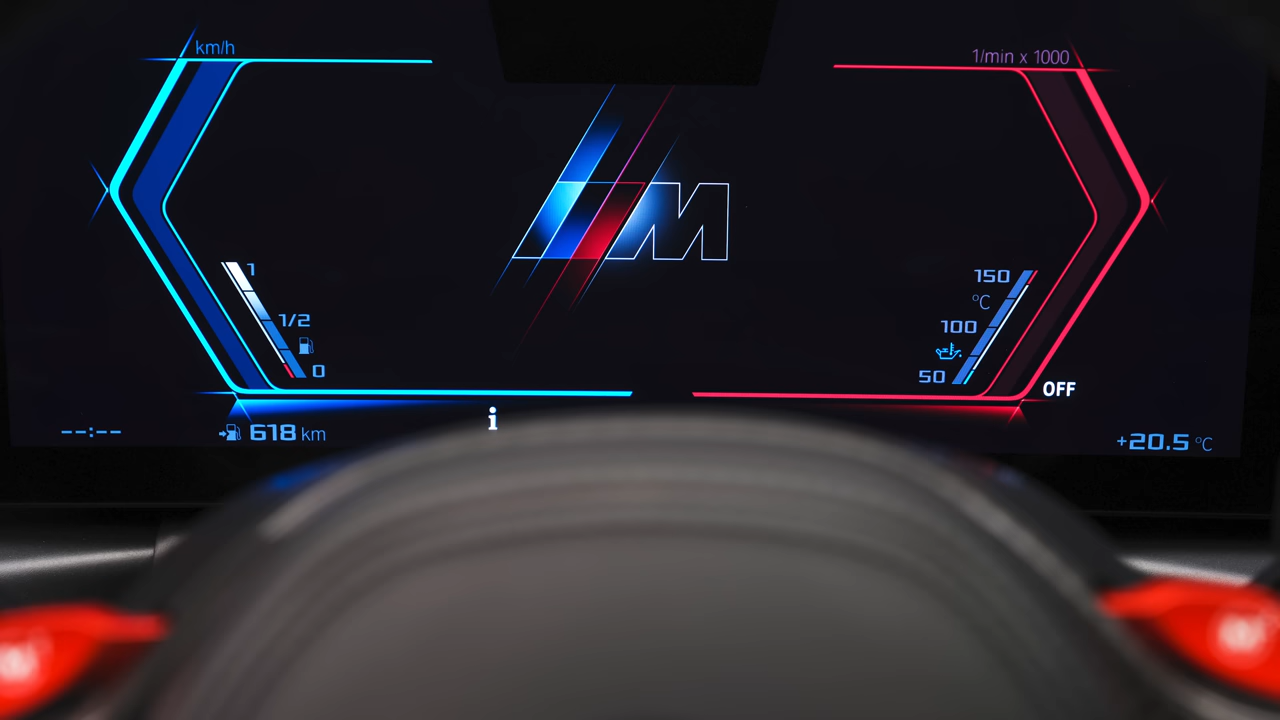 km/h
1/min x 1000
M
1
1/2
0
150
°C
100
50
OFF
--:--
618 km
i
+20.5 °C